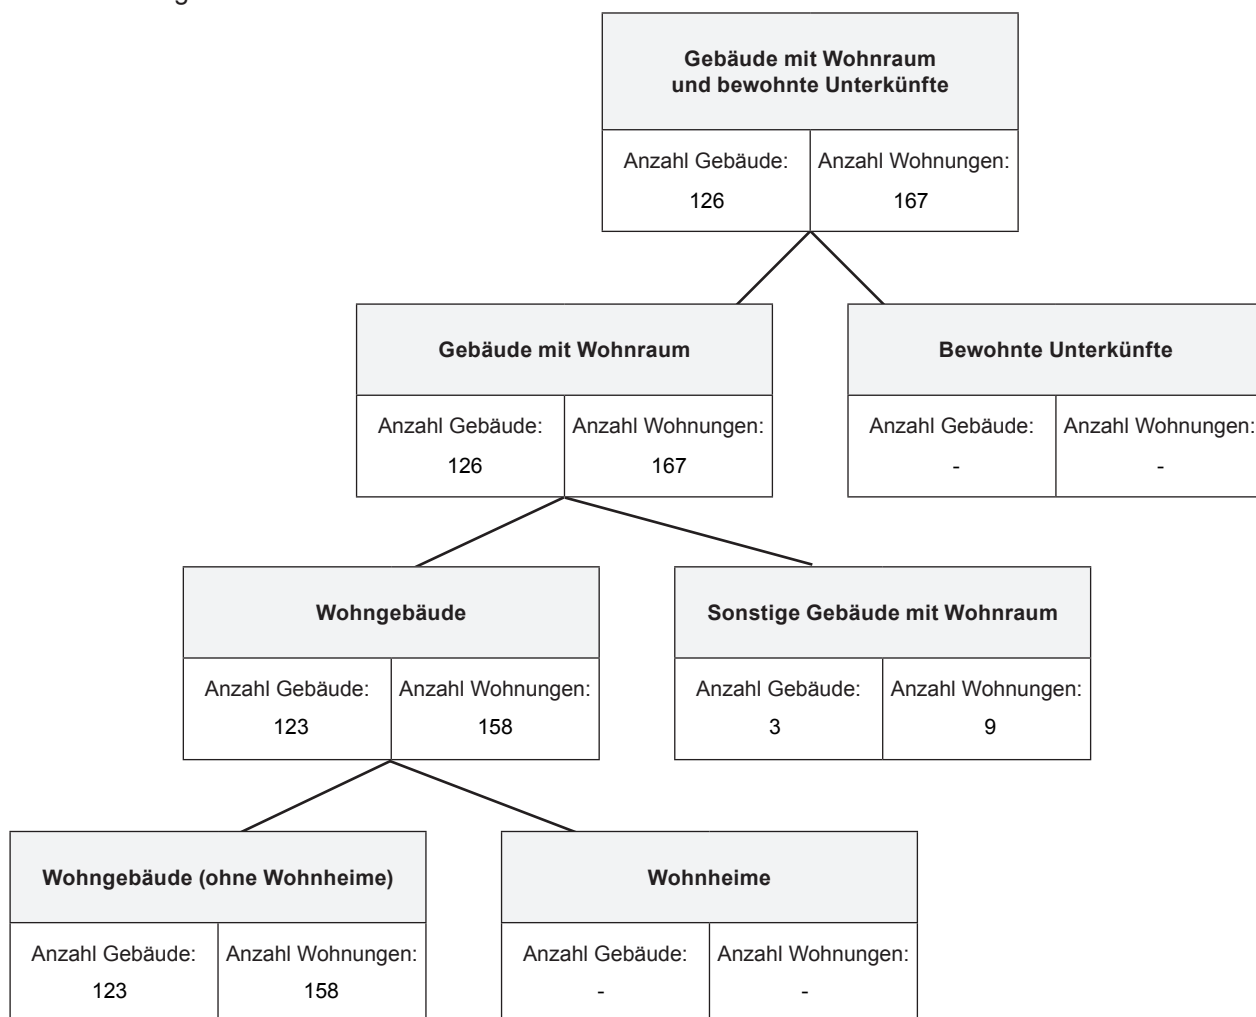 Gebäude mit Wohnraum
und bewohnte Unterkünfte
Anzahl Gebäude:
126
Anzahl Wohnungen:
167
Gebäude mit Wohnraum
Anzahl Gebäude:
126
Anzahl Wohnungen:
167
Bewohnte Unterkünfte
Anzahl Gebäude:
-
Anzahl Wohnungen:
-
Wohngebäude
Anzahl Gebäude:
123
Anzahl Wohnungen:
158
Sonstige Gebäude mit Wohnraum
Anzahl Gebäude:
3
Anzahl Wohnungen:
9
Wohngebäude (ohne Wohnheime)
Anzahl Gebäude:
123
Anzahl Wohnungen:
158
Wohnheime
Anzahl Gebäude:
-
Anzahl Wohnungen:
-